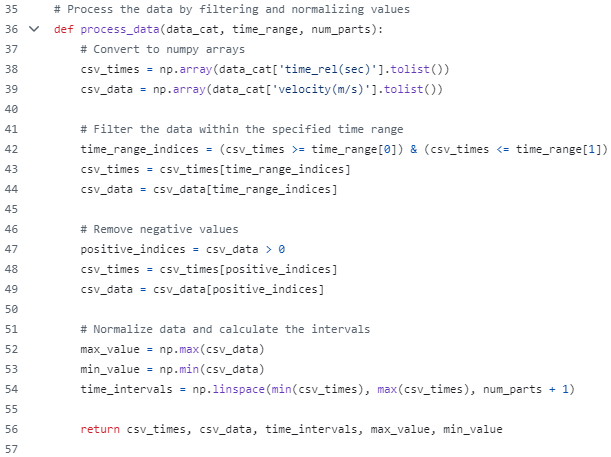 35 # Process the data by filtering and normalizing values
36 def process_data(data_cat, time_range, num_parts):
37 # Convert to numpy arrays
38 csv_times = np.array(data_cat['time_rel(sec)'].tolist())
39 csv_data = np.array(data_cat['velocity(m/s)'].tolist())
40
41 # Filter the data within the specified time range
42 time_range_indices = (csv_times >= time_range[0]) & (csv_times <= time_range[1])
43 csv_times = csv_times[time_range_indices]
44 csv_data = csv_data[time_range_indices]
45
46 # Remove negative values
47 positive_indices = csv_data > 0
48 csv_times = csv_times[positive_indices]
49 csv_data = csv_data[positive_indices]
50
51 # Normalize data and calculate the intervals
52 max_value = np.max(csv_data)
53 min_value = np.min(csv_data)
54 time_intervals = np.linspace(min(csv_times), max(csv_times), num_parts + 1)
55
56 return csv_times, csv_data, time_intervals, max_value, min_value
57